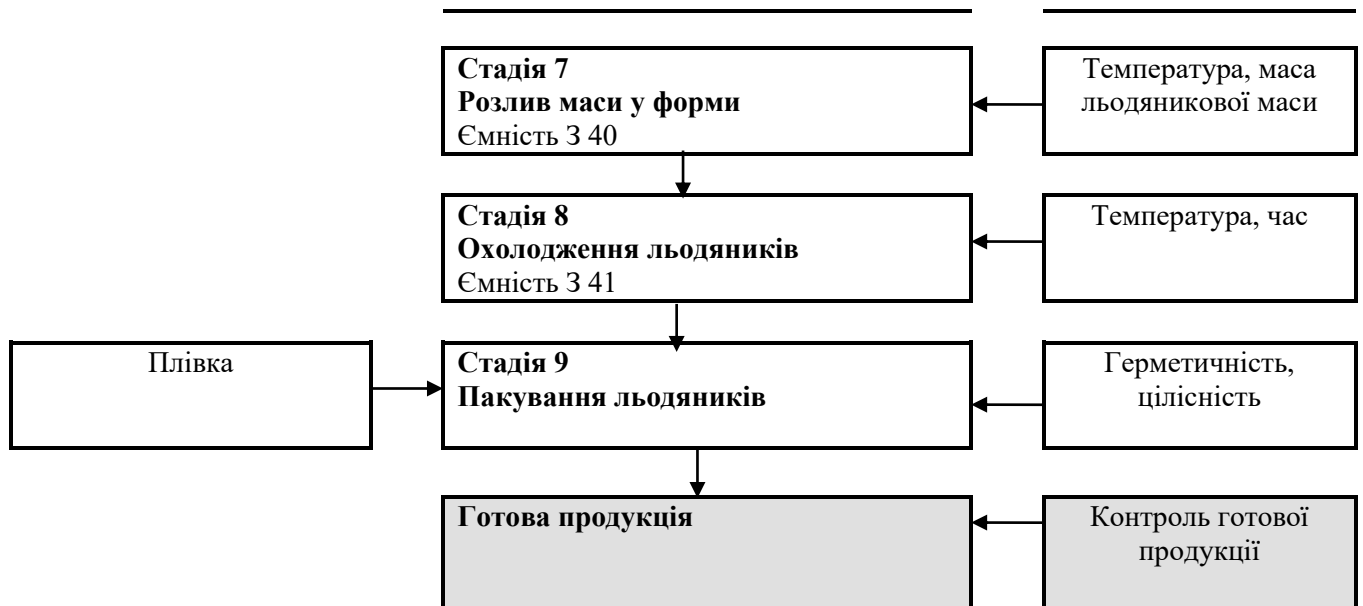 Стадія 7
Розлив маси у форми
Ємність З 40
Температура, маса
льодяникової маси
Стадія 8
Охолодження льодяників
Ємність З 41
Температура, час
Плівка
Стадія 9
Пакування льодяників
Герметичність,
цілісність
Готова продукція
Контроль готової
продукції